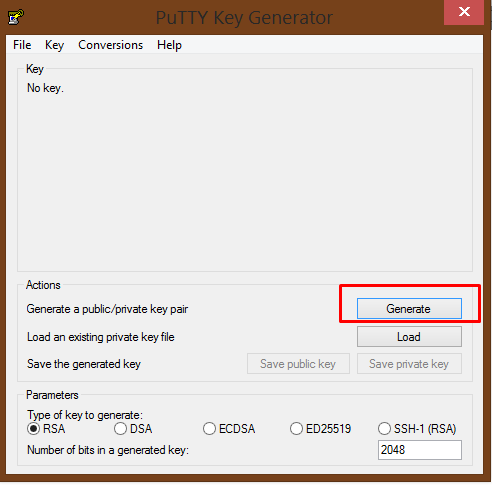 PuTTY Key Generator
File Key Conversions Help
Key
No key.
Actions
Generate a public/private key pair Generate
Load an existing private key file Load
Save the generated key Save public key Save private key
Parameters
Type of key to generate:
RSA DSA ECDSA ED25519 SSH-1 (RSA)
Number of bits in a generated key: 2048